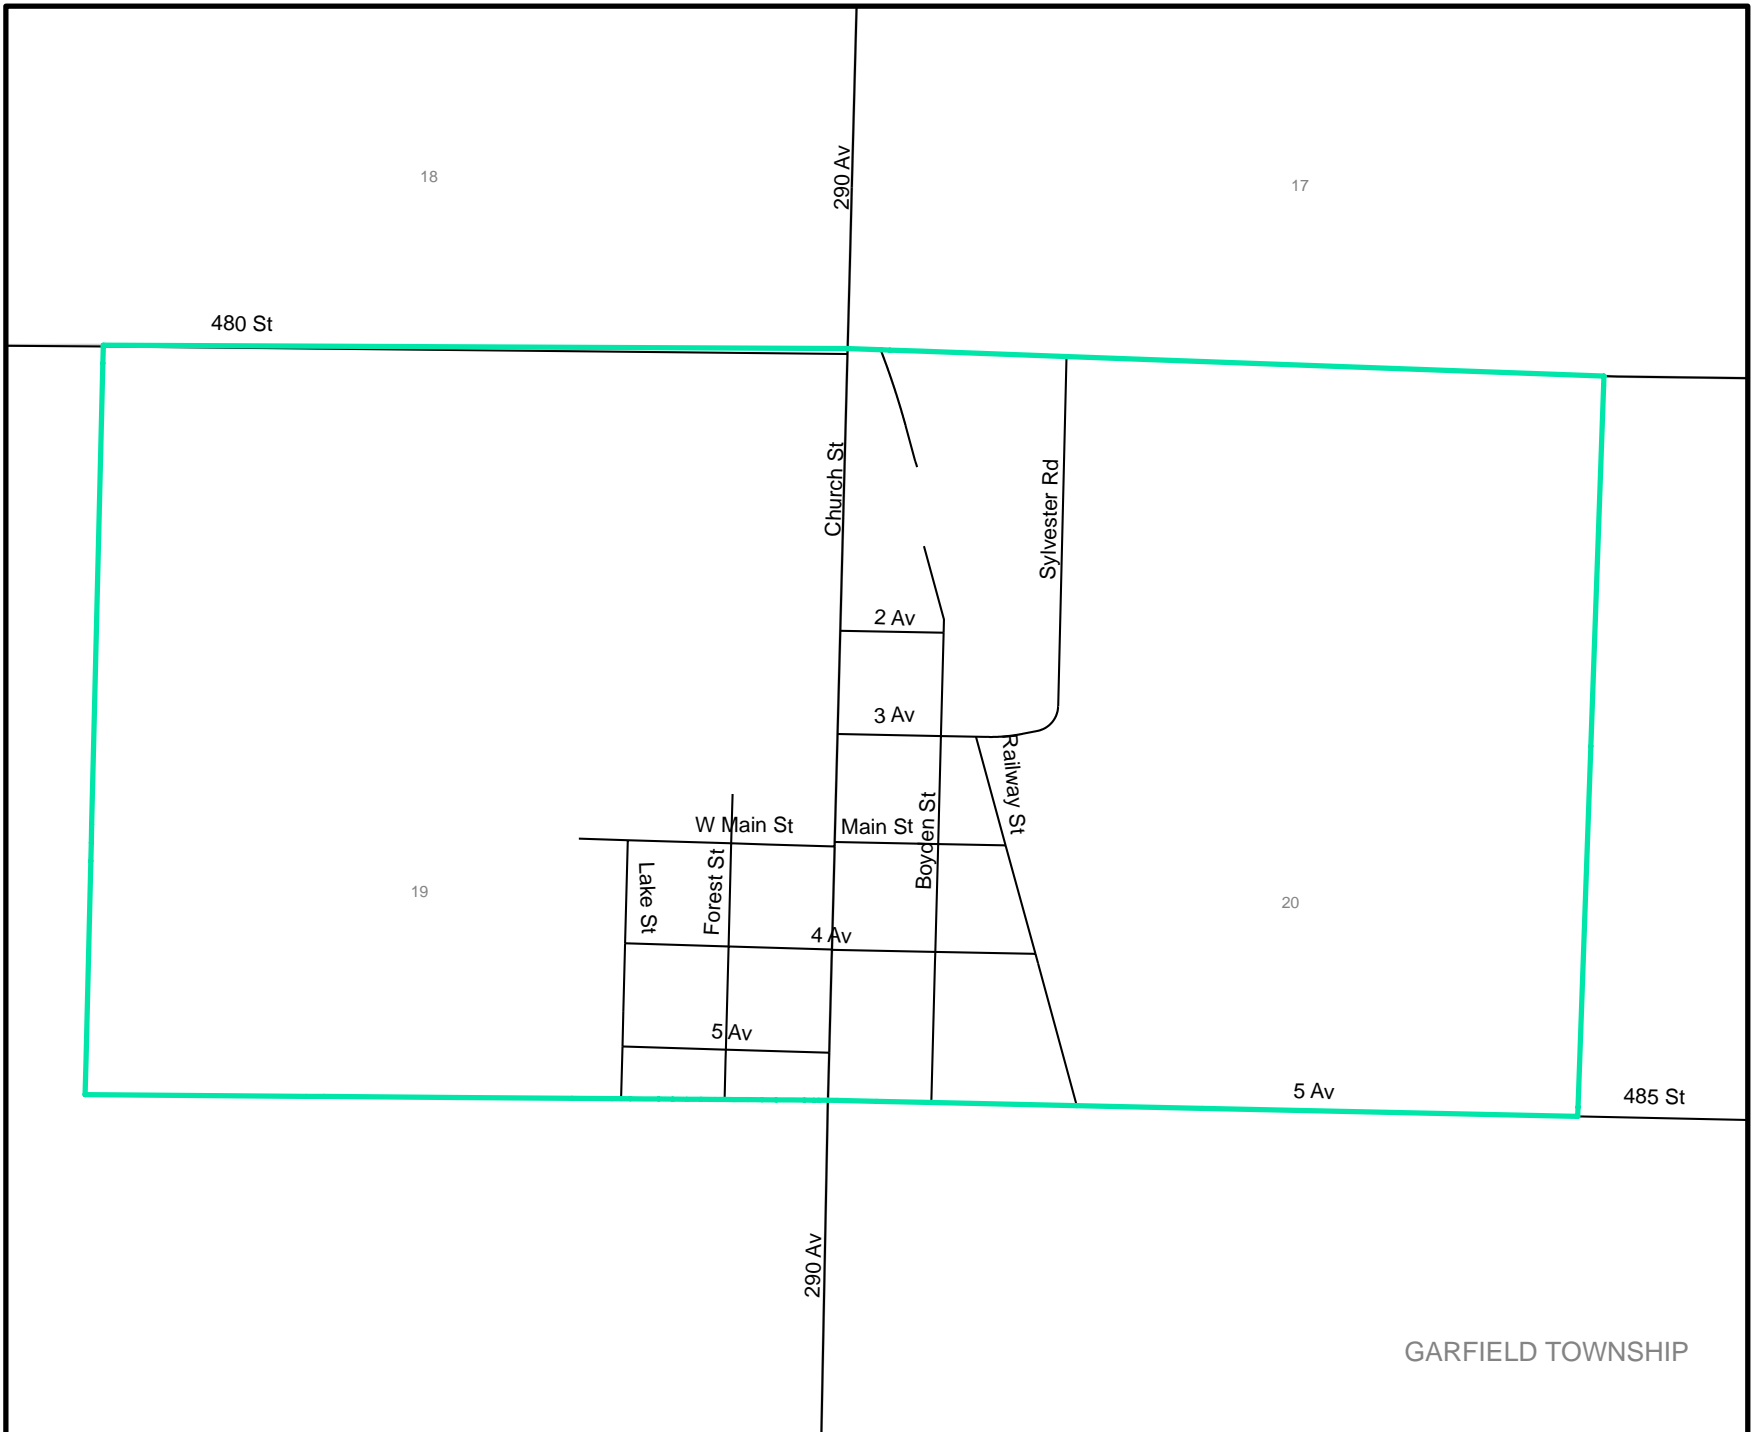 290 Av
18
17
480 St
Church St
Sylvester Rd
2 Av
3 Av
Railway St
W Main St
Main St
Boyden St
Lake St
Forest St
19
20
4 Av
5 Av
5 Av
485 St
290 Av
GARFIELD TOWNSHIP